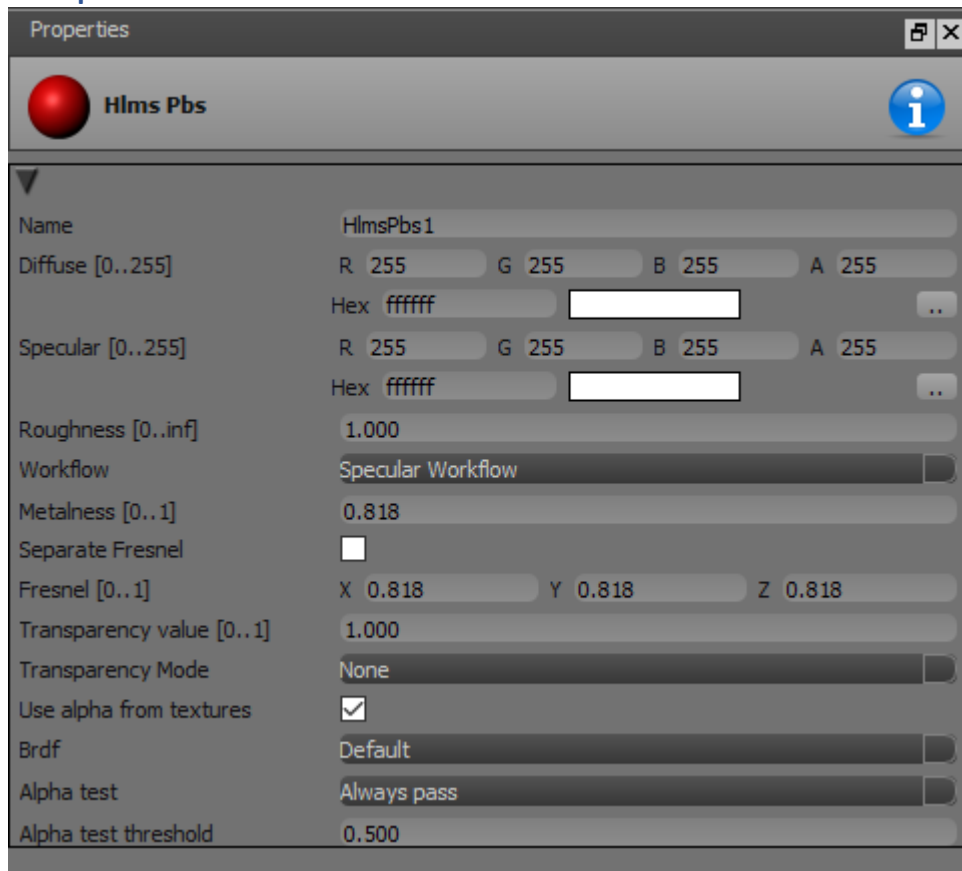 Properties
Hlms Pbs
Name HlmsPbs1
Diffuse [0..255] R 255 G 255 B 255 A 255
Hex ffffff ..
Specular [0..255] R 255 G 255 B 255 A 255
Hex ffffff ..
Roughness [0..inf] 1.000
Workflow Specular Workflow
Metalness [0..1] 0.818
Separate Fresnel
Fresnel [0..1] X 0.818 Y 0.818 Z 0.818
Transparency value [0..1] 1.000
Transparency Mode None
Use alpha from textures
Brdf Default
Alpha test Always pass
Alpha test threshold 0.500